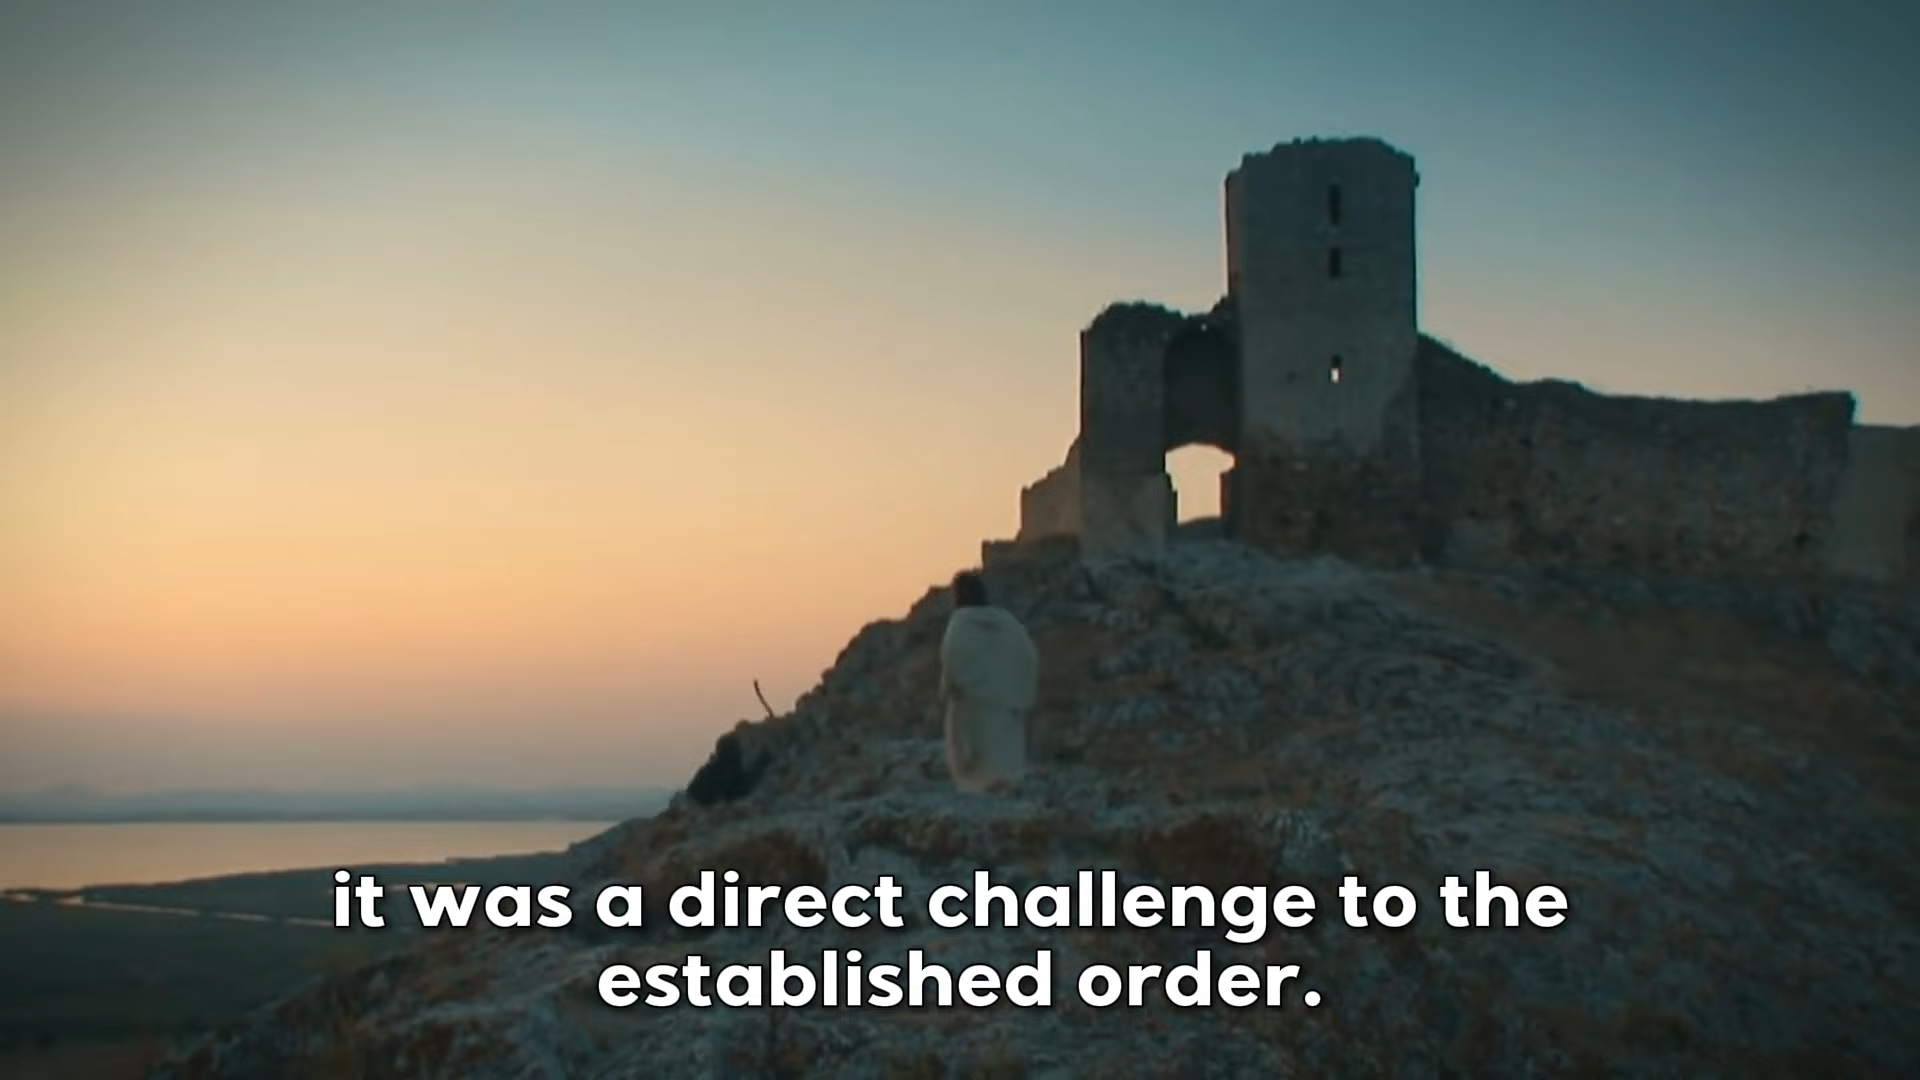 it was a direct challenge to the
established order.